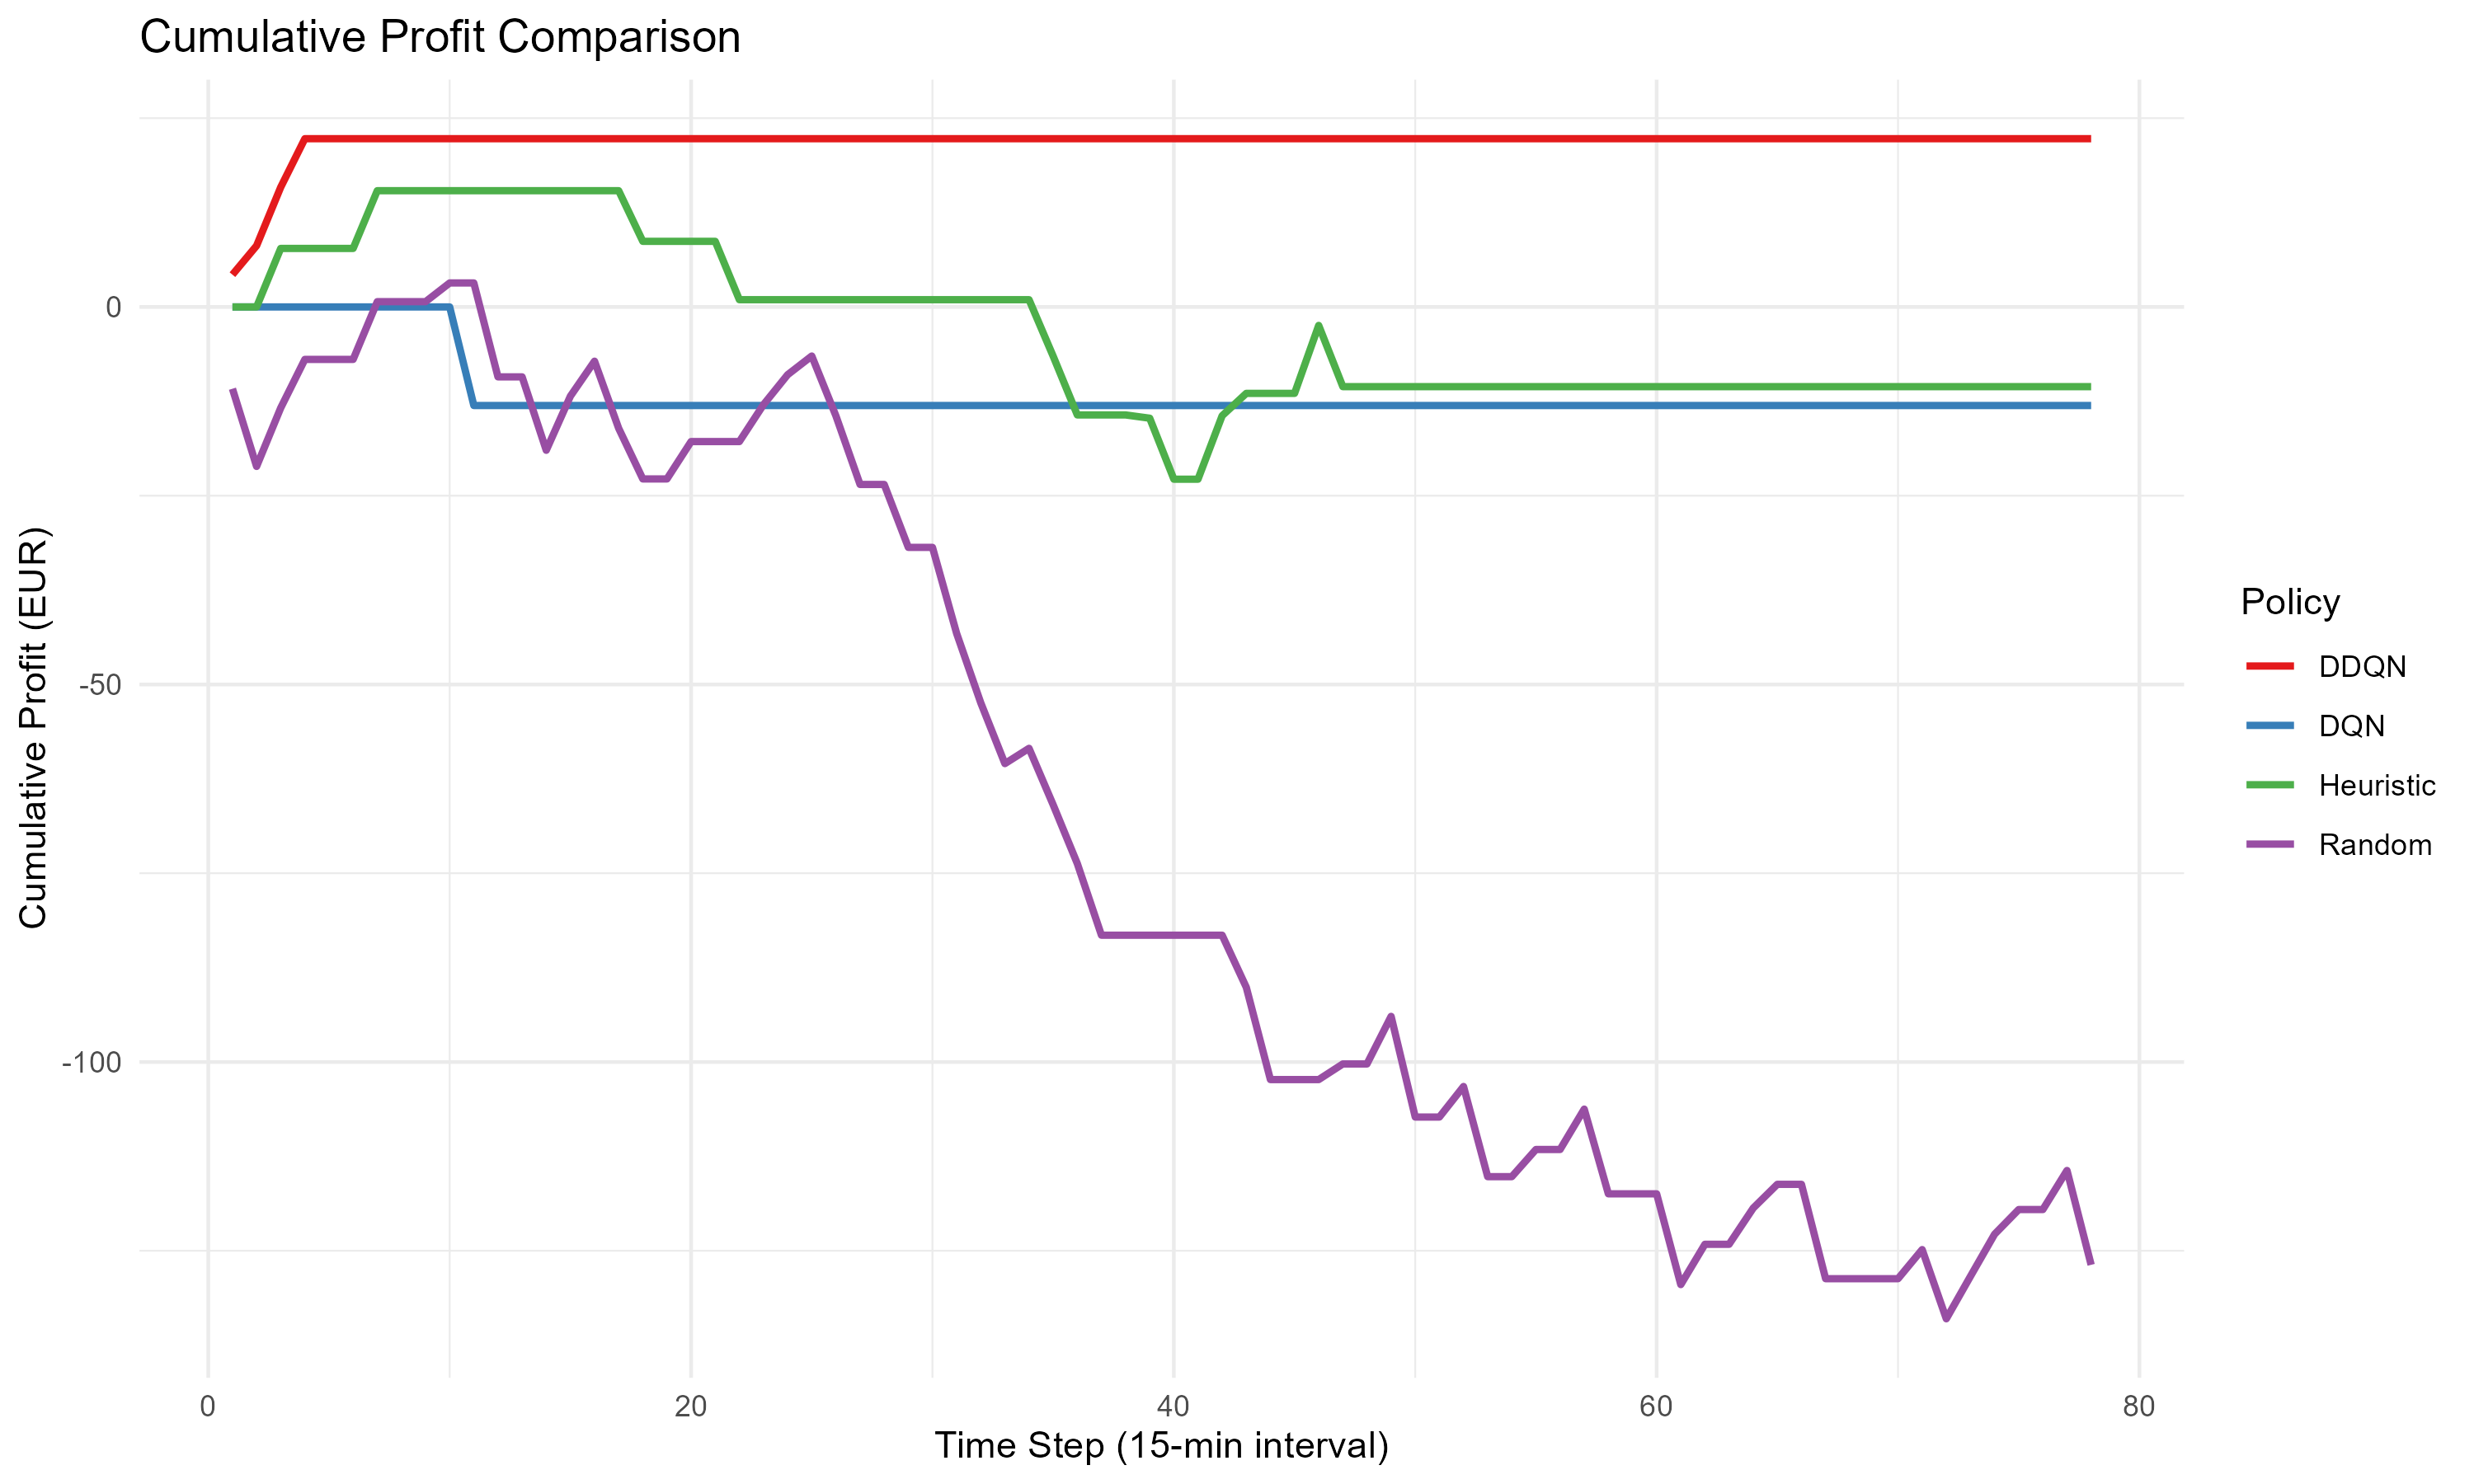 Cumulative Profit Comparison
Cumulative Profit (EUR)
0
-50
-100
0
20
40
60
80
Time Step (15-min interval)
Policy
DDQN
DQN
Heuristic
Random